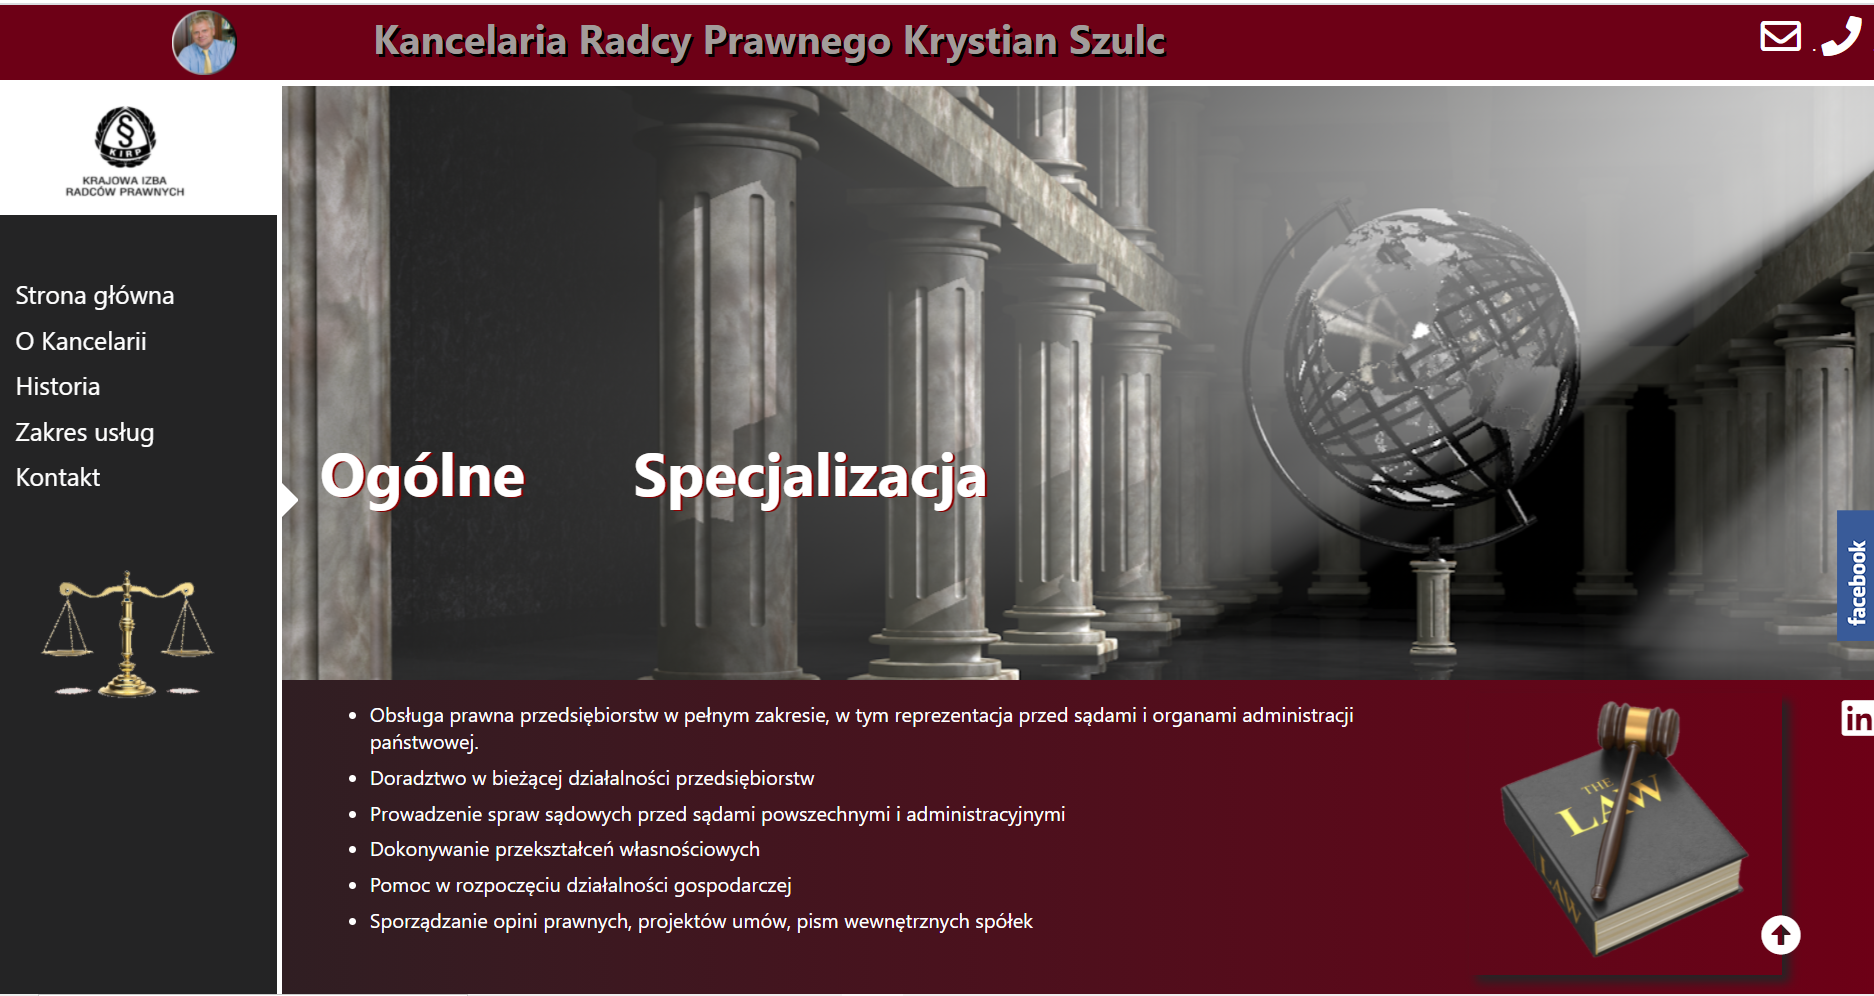 Kancelaria Radcy Prawnego Krystian Szulc
.
§
KIRP
KRAJOWA IZBA
RADCÓW PRAWNYCH
Strona główna
O Kancelarii
Historia
Zakres usług
Kontakt
Ogólne Specjalizacja
facebook
in
• Obsługa prawna przedsiębiorstw w pełnym zakresie, w tym reprezentacja przed sądami i organami administracji
państwowej.
• Doradztwo w bieżącej działalności przedsiębiorstw
• Prowadzenie spraw sądowych przed sądami powszechnymi i administracyjnymi
• Dokonywanie przekształceń własnościowych
• Pomoc w rozpoczęciu działalności gospodarczej
• Sporządzanie opini prawnych, projektów umów, pism wewnętrznych spółek
THE
LAW
LAW